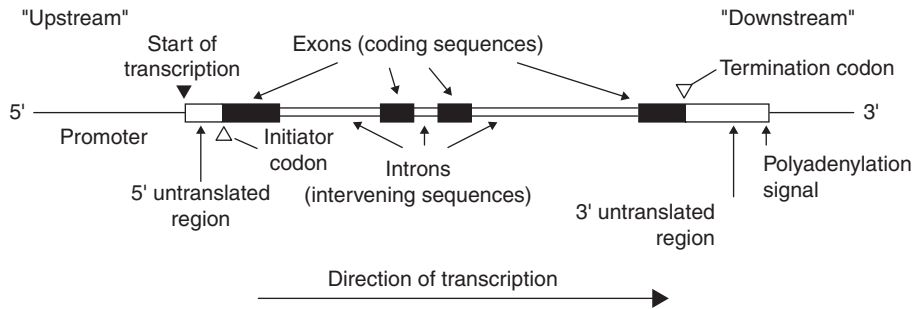 "Upstream"
"Downstream"
Start of
transcription
Exons (coding sequences)
Termination codon
5'
3'
Promoter
Initiator
codon
Introns
(intervening sequences)
Polyadenylation
signal
5' untranslated
region
3' untranslated
region
Direction of transcription